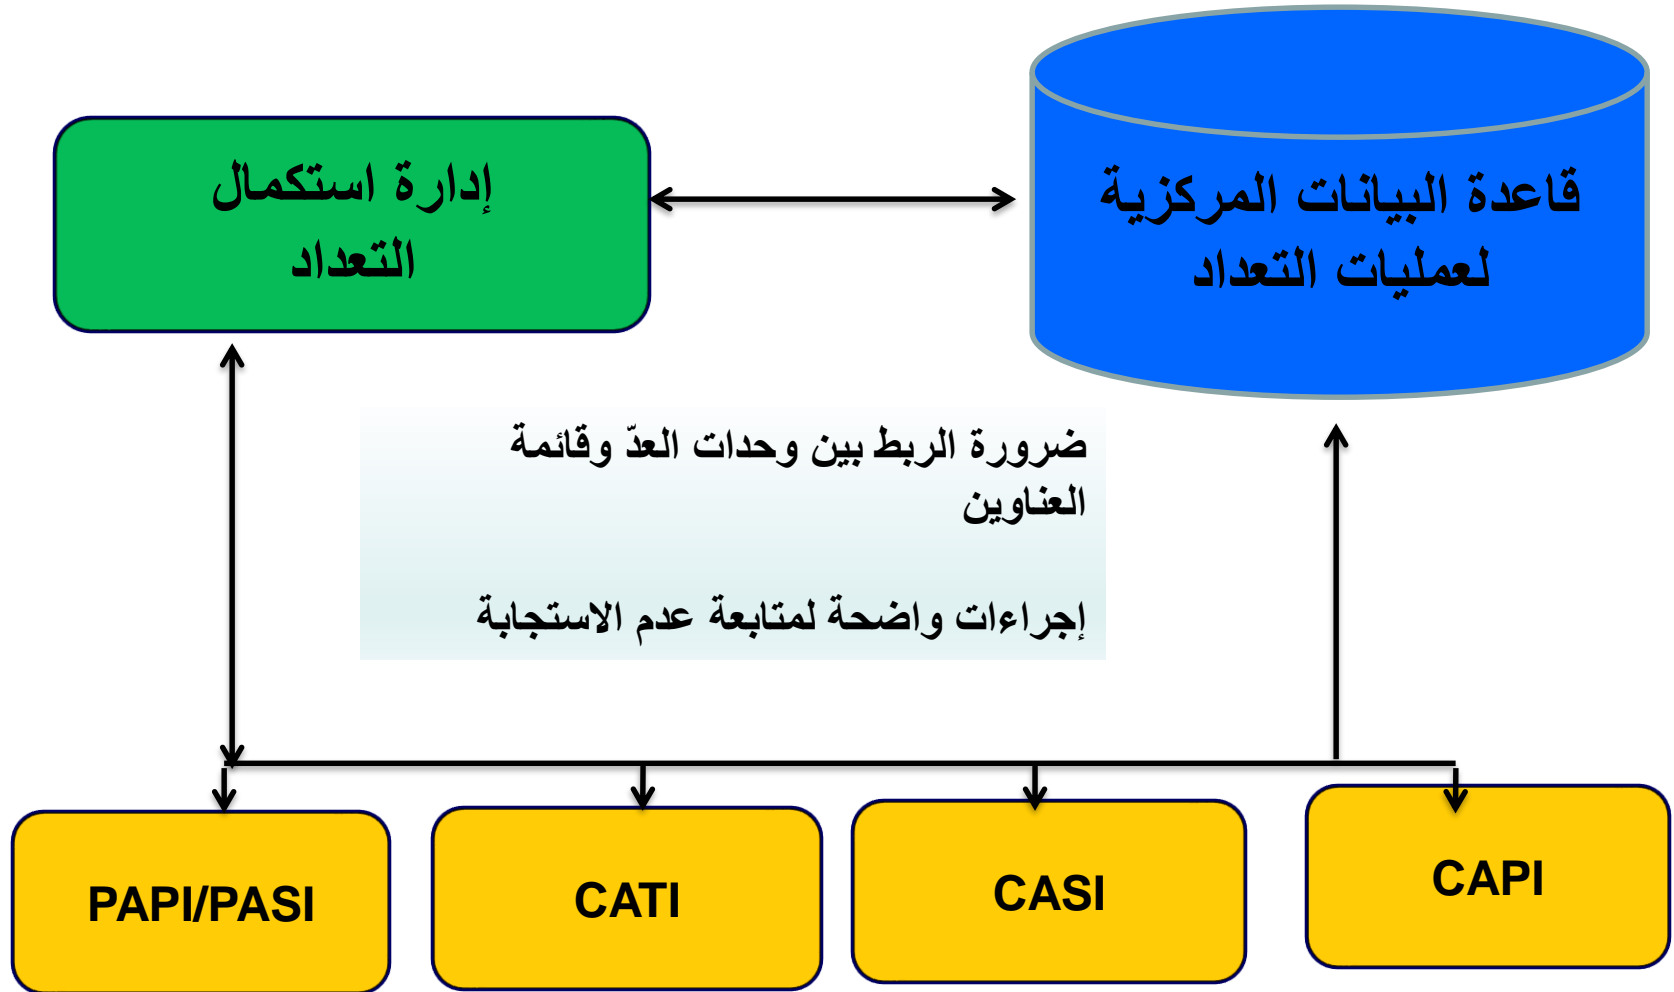 قاعدة البيانات المركزية
لعمليات التعداد
إدارة استكمال
التعداد
ضرورة الربط بين وحدات العدّ وقائمة
العناوين
إجراءات واضحة لمتابعة عدم الاستجابة
PAPI/PASI
CATI
CASI
CAPI